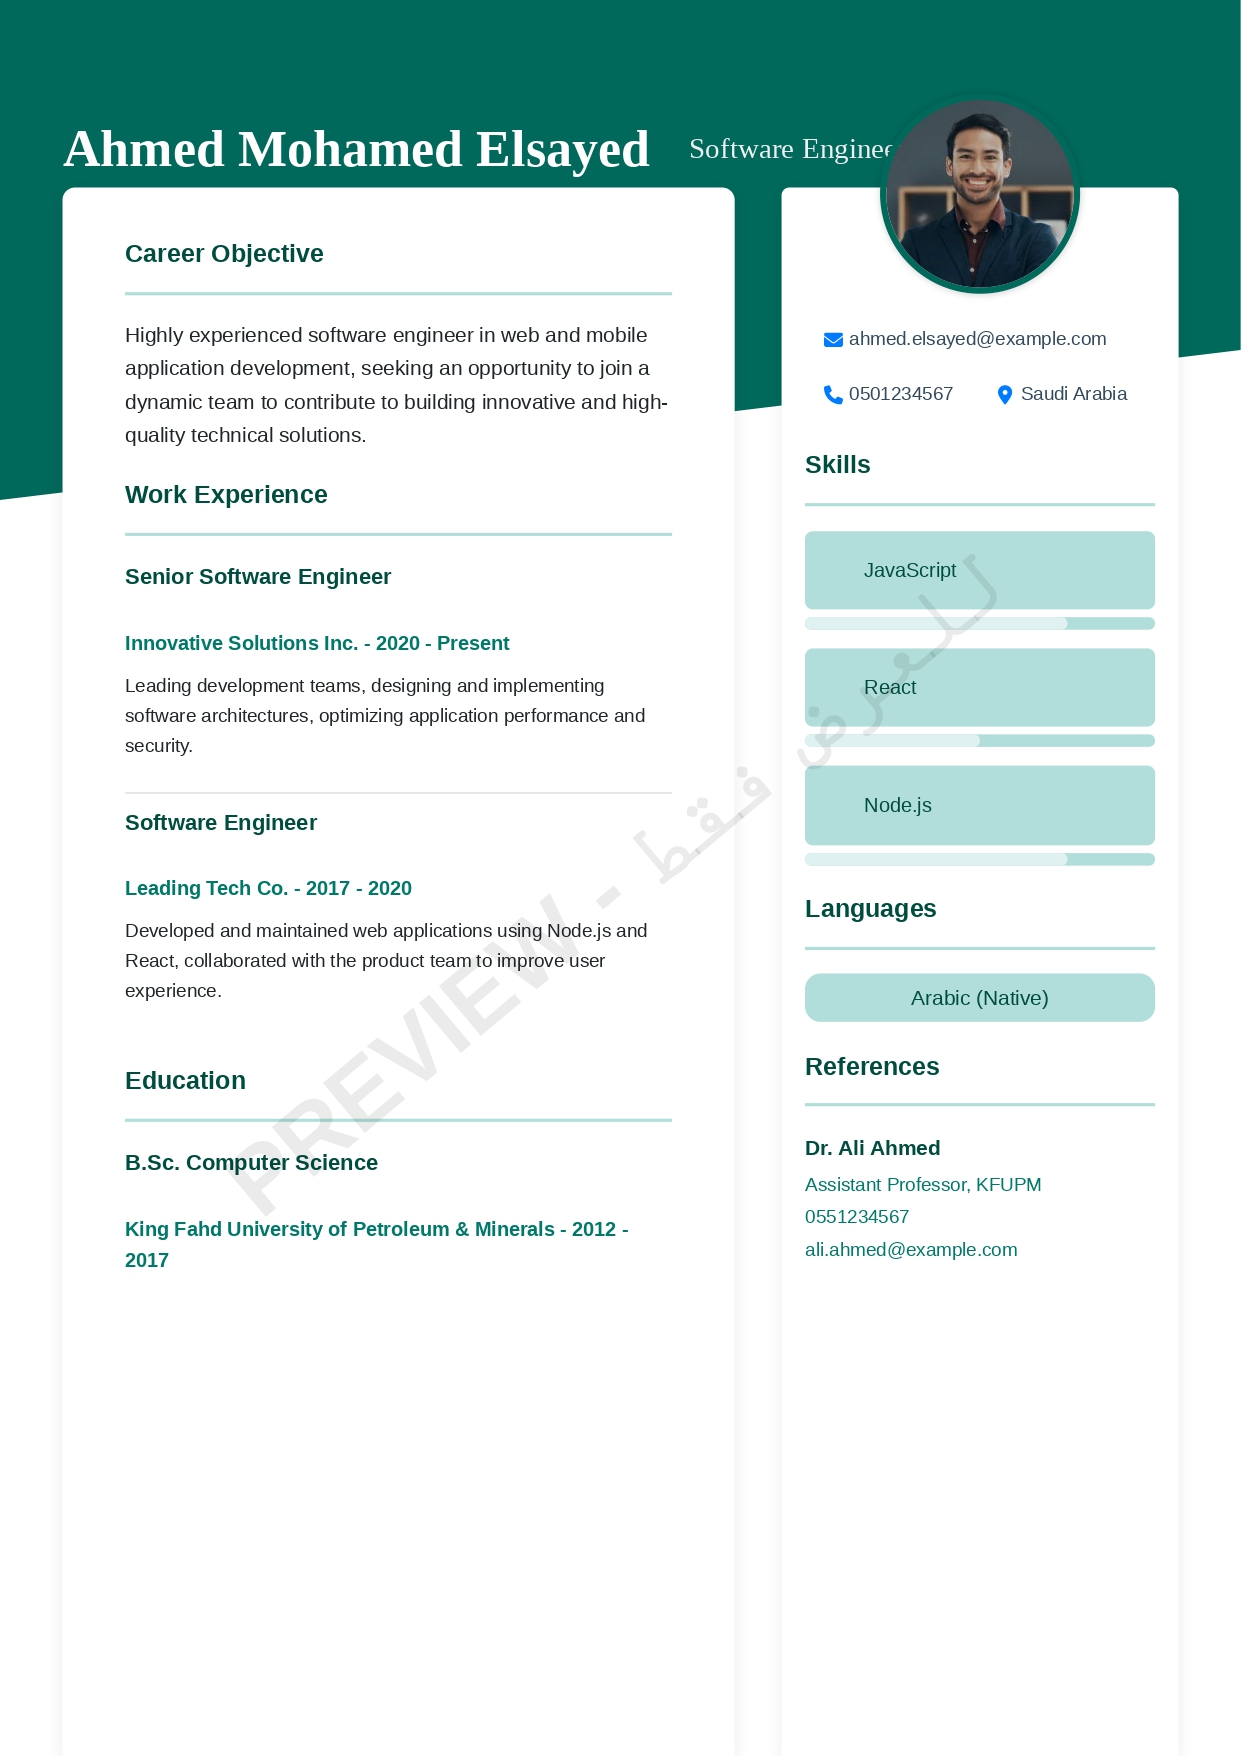 Ahmed Mohamed Elsayed
Software Enginee
Career Objective
Highly experienced software engineer in web and mobile
application development, seeking an opportunity to join a
dynamic team to contribute to building innovative and high-
quality technical solutions.
Work Experience
Senior Software Engineer
Innovative Solutions Inc. - 2020 - Present
Leading development teams, designing and implementing
software architectures, optimizing application performance and
security.
Software Engineer
Leading Tech Co. - 2017 - 2020
Developed and maintained web applications using Node.js and
React, collaborated with the product team to improve user
experience.
Education
B.Sc. Computer Science
King Fahd University of Petroleum & Minerals - 2012 -
2017
ahmed.elsayed@example.com
0501234567
Saudi Arabia
Skills
JavaScript
React
Node.js
Languages
Arabic (Native)
References
Dr. Ali Ahmed
Assistant Professor, KFUPM
0551234567
ali.ahmed@example.com
PREVIEW - للعرض فقط